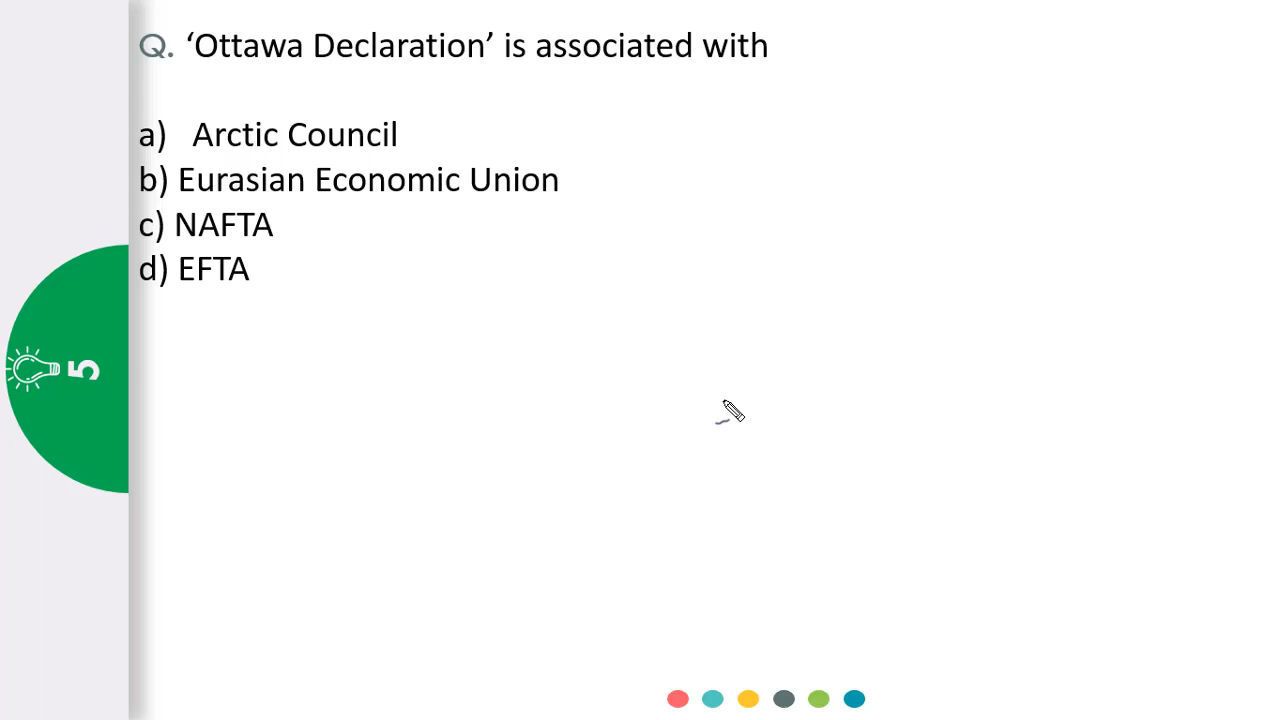 Q. ‘Ottawa Declaration’ is associated with
a) Arctic Council
b) Eurasian Economic Union
c) NAFTA
d) EFTA
5